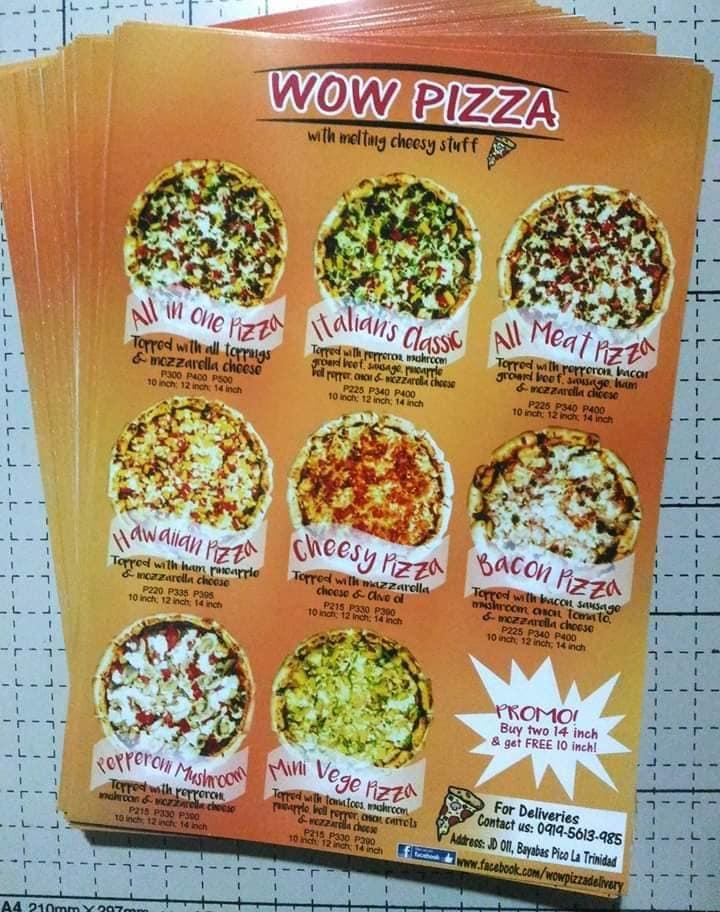 WOW PIZZA
with melting cheesy stuff
All in One Pizza
Topped with all toppings
& mozzarella cheese
P300 P400 P500
10 inch; 12 inch; 14 inch
Italian's Classic
Topped with pepperoni, mushroom
ground beef, sausage, pineapple
bell pepper, onion & mozzarella cheese
P225 P340 P400
10 inch; 12 inch; 14 inch
All Meat Pizza
Topped with pepperoni, bacon
ground beef, sausage, ham
& mozzarella cheese
P225 P340 P400
10 inch; 12 inch; 14 inch
Hawaiian Pizza
Topped with ham, pineapple
& mozzarella cheese
P220 P335 P395
10 inch; 12 inch; 14 inch
Cheesy Pizza
Topped with mazzarella
cheese & Olive oil
P215 P330 P390
10 inch; 12 inch; 14 inch
Bacon Pizza
Topped with bacon, sausage
mushroom, onion, Tomato,
& mozzarella cheese
P225 P340 P400
10 inch; 12 inch; 14 inch
Pepperoni Mushroom
Topped with pepperoni,
mushroom & mozzarella cheese
P215 P330 P390
10 inch; 12 inch; 14 inch
Mini Vege Pizza
Topped with tomatoes, mushroom,
pineapple, bell pepper, onion, carrots
& mozzarella cheese
P215 P330 P390
10 inch; 12 inch; 14 inch
PROMO!
Buy two 14 inch
& get FREE 10 inch!
For Deliveries
Contact us: 0919-5613-985
Address: JD 011, Bayabas Pico La Trinidad
facebook
www.facebook.com/wowpizzadelivery
A4 210mm×297mm